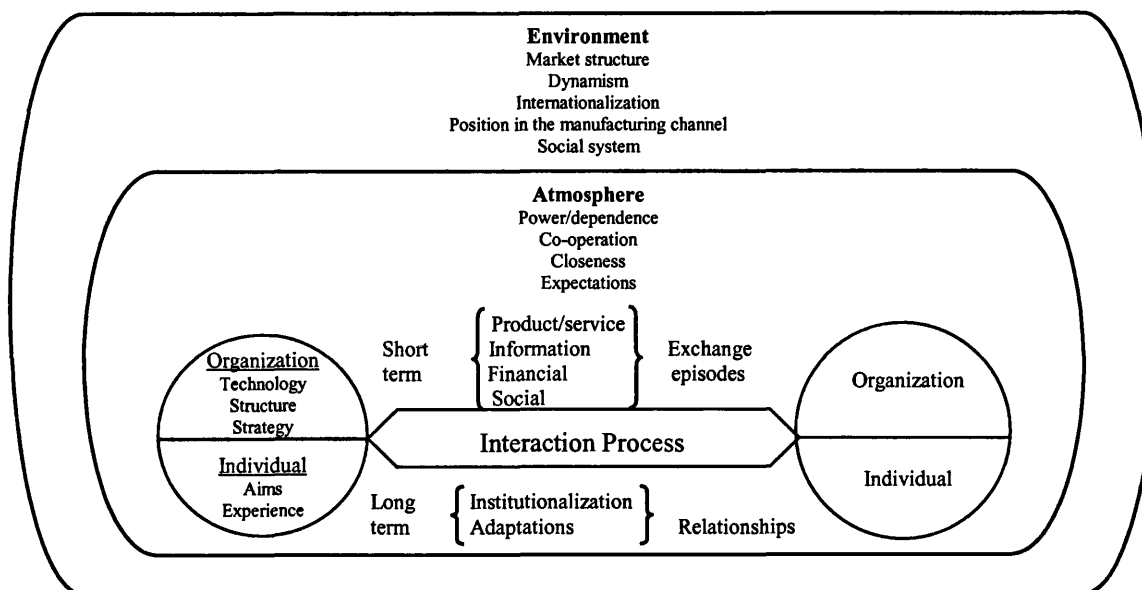 Environment
Market structure
Dynamism
Internationalization
Position in the manufacturing channel
Social system
Atmosphere
Power/dependence
Co-operation
Closeness
Expectations
Organization
Technology
Structure
Strategy
Individual
Aims
Experience
Short
term
Product/service
Information
Financial
Social
Exchange
episodes
Interaction Process
Long
term
Institutionalization
Adaptations
Relationships
Organization
Individual